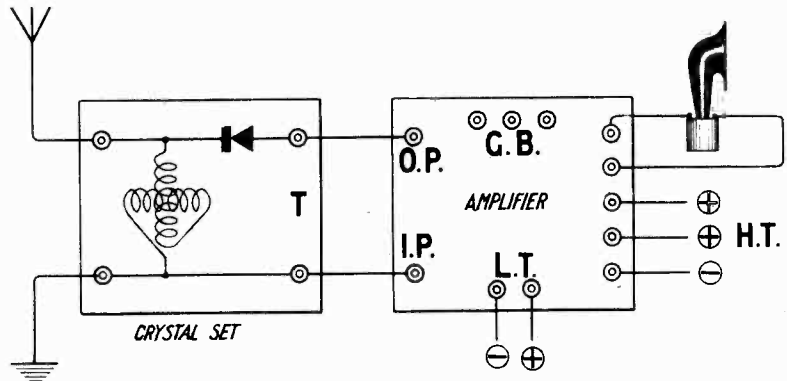 O.P.
G.B.
T
AMPLIFIER
H.T.
I.P.
L.T.
CRYSTAL SET